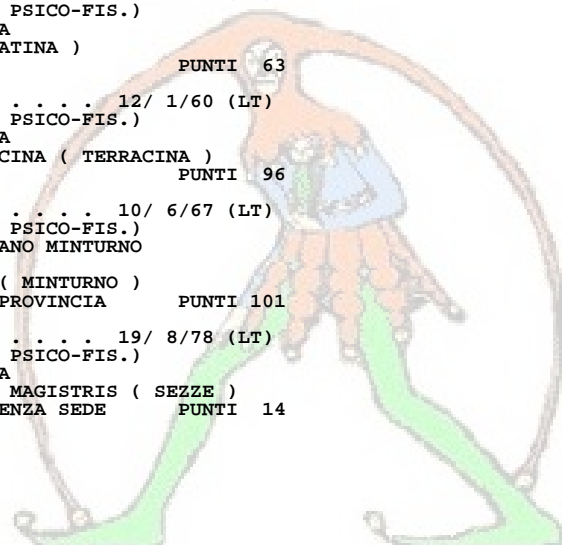 PSICO-FIS.)
A
ATINA )
PUNTI 63
. . . . 12/ 1/60 (LT)
PSICO-FIS.)
A
CINA ( TERRACINA )
PUNTI 96
. . . . 10/ 6/67 (LT)
PSICO-FIS.)
ANO MINTURNO
( MINTURNO )
PROVINCIA PUNTI 101
. . . . 19/ 8/78 (LT)
PSICO-FIS.)
A
MAGISTRIS ( SEZZE )
ENZA SEDE PUNTI 14